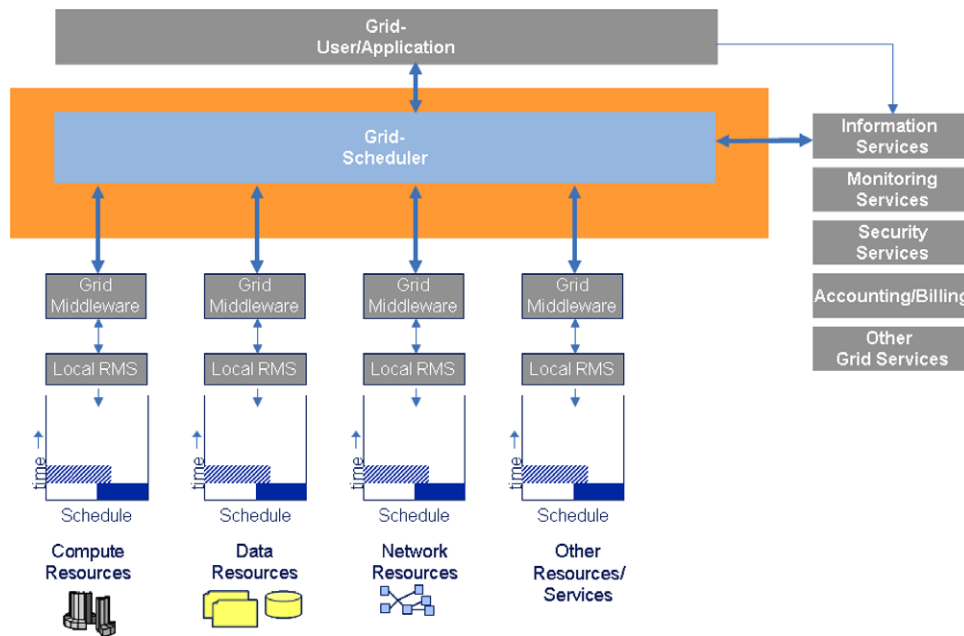 Grid-
User/Application
Grid-
Scheduler
Information
Services
Monitoring
Services
Security
Services
Accounting/Billing
Other
Grid Services
Grid
Middleware
Grid
Middleware
Grid
Middleware
Grid
Middleware
Local RMS
Local RMS
Local RMS
Local RMS
time
time
time
time
Schedule
Schedule
Schedule
Schedule
Compute
Resources
Data
Resources
Network
Resources
Other
Resources/
Services